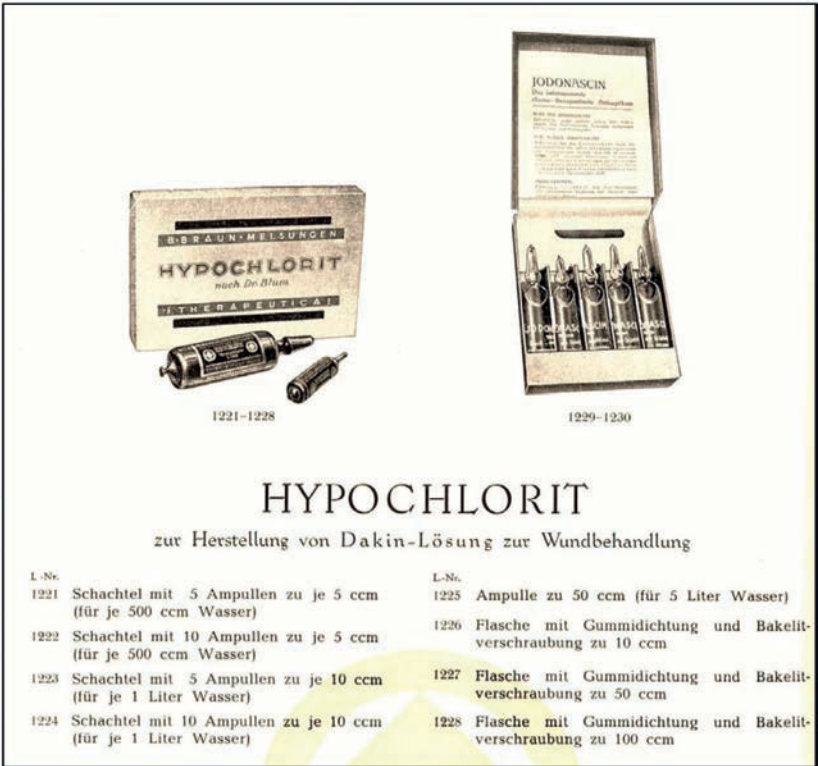 JODONASCIN
B·BRAUN·MELSUNGEN
HYPOCHLORIT
nach Dr. Blum
THERAPEUTICA
1221–1228
1229–1230
HYPOCHLORIT
zur Herstellung von Dakin-Lösung zur Wundbehandlung
L-Nr.
1221 Schachtel mit 5 Ampullen zu je 5 ccm
(für je 500 ccm Wasser)
1222 Schachtel mit 10 Ampullen zu je 5 ccm
(für je 500 ccm Wasser)
1223 Schachtel mit 5 Ampullen zu je 10 ccm
(für je 1 Liter Wasser)
1224 Schachtel mit 10 Ampullen zu je 10 ccm
(für je 1 Liter Wasser)
L-Nr.
1225 Ampulle zu 50 ccm (für 5 Liter Wasser)
1226 Flasche mit Gummidichtung und Bakelit-
verschraubung zu 10 ccm
1227 Flasche mit Gummidichtung und Bakelit-
verschraubung zu 50 ccm
1228 Flasche mit Gummidichtung und Bakelit-
verschraubung zu 100 ccm